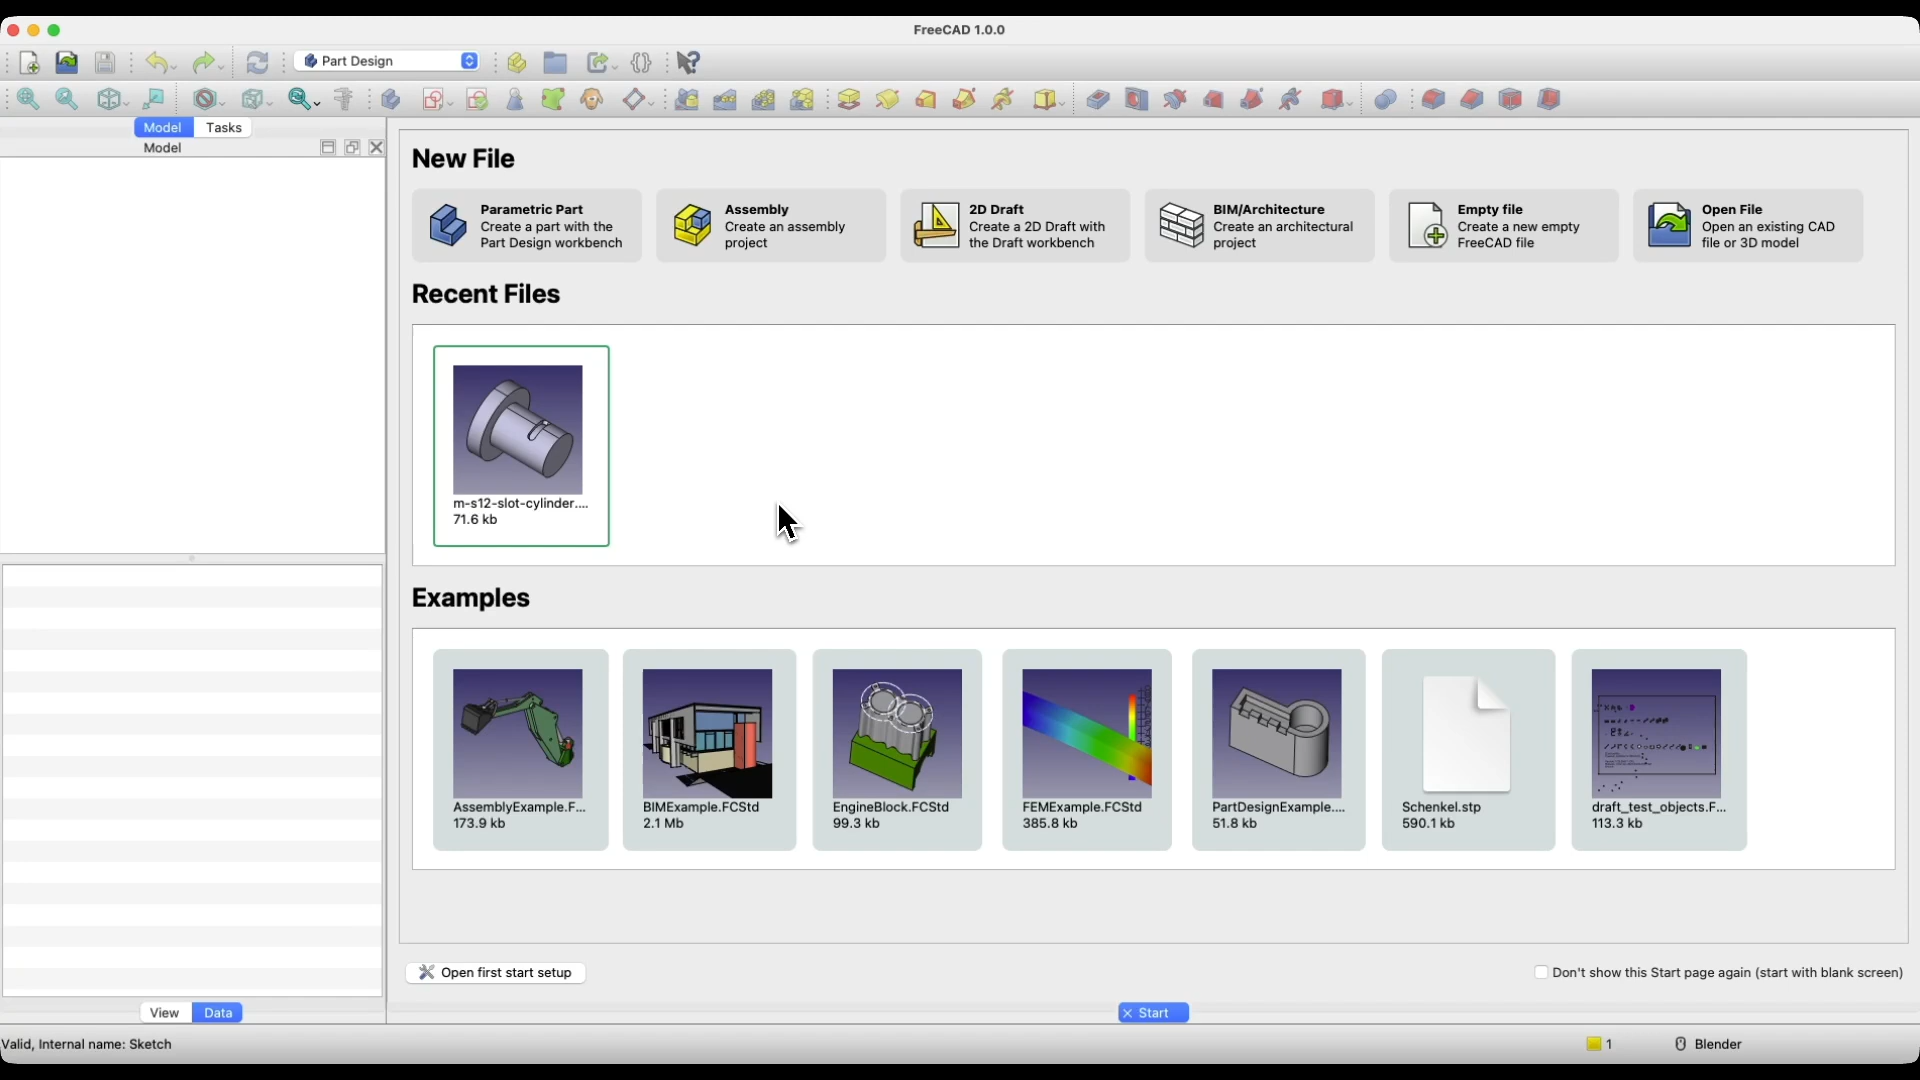 FreeCAD 1.0.0
Part Design
Model Tasks
Model
New File
Parametric Part
Create a part with the
Part Design workbench
Assembly
Create an assembly
project
2D Draft
Create a 2D Draft with
the Draft workbench
BIM/Architecture
Create an architectural
project
Empty file
Create a new empty
FreeCAD file
Open File
Open an existing CAD
file or 3D model
Recent Files
m-s12-slot-cylinder....
71.6 kb
Examples
AssemblyExample.F...
173.9 kb
BIMExample.FCStd
2.1 Mb
EngineBlock.FCStd
99.3 kb
FEMExample.FCStd
385.8 kb
PartDesignExample....
51.8 kb
Schenkel.stp
590.1 kb
draft_test_objects.F...
113.3 kb
Open first start setup
Don't show this Start page again (start with blank screen)
View Data
Start
Valid, Internal name: Sketch
1
Blender